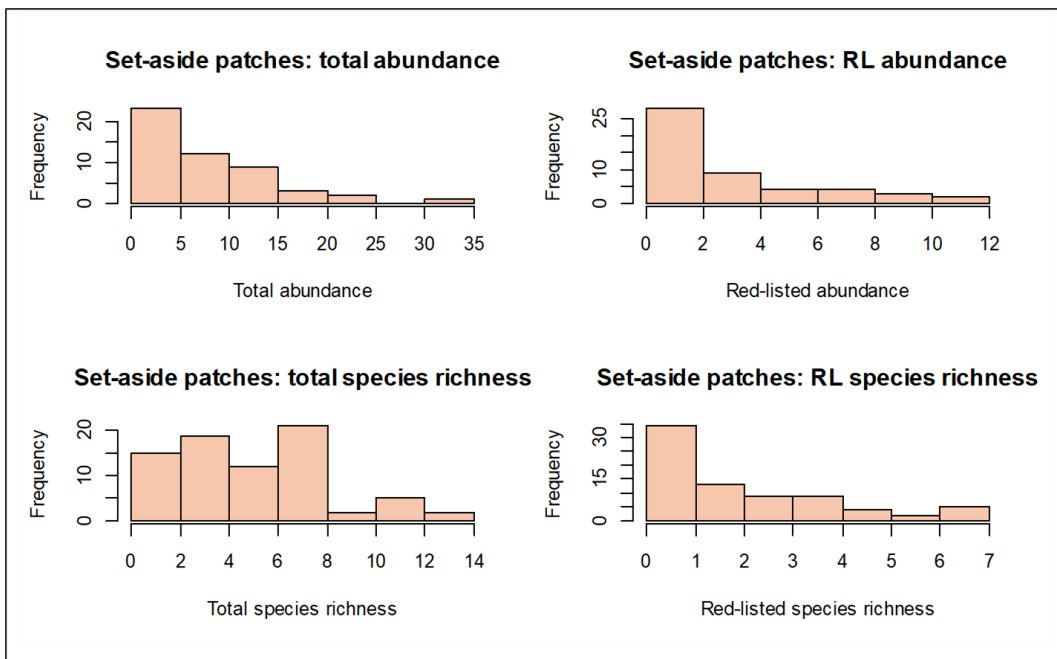 Set-aside patches: total abundance
Frequency
0
10
20
0 5 10 15 20 25 30 35
Total abundance
Set-aside patches: RL abundance
Frequency
0
10
25
0 2 4 6 8 10 12
Red-listed abundance
Set-aside patches: total species richness
Frequency
0
10
20
0 2 4 6 8 10 12 14
Total species richness
Set-aside patches: RL species richness
Frequency
0
15
30
0 1 2 3 4 5 6 7
Red-listed species richness